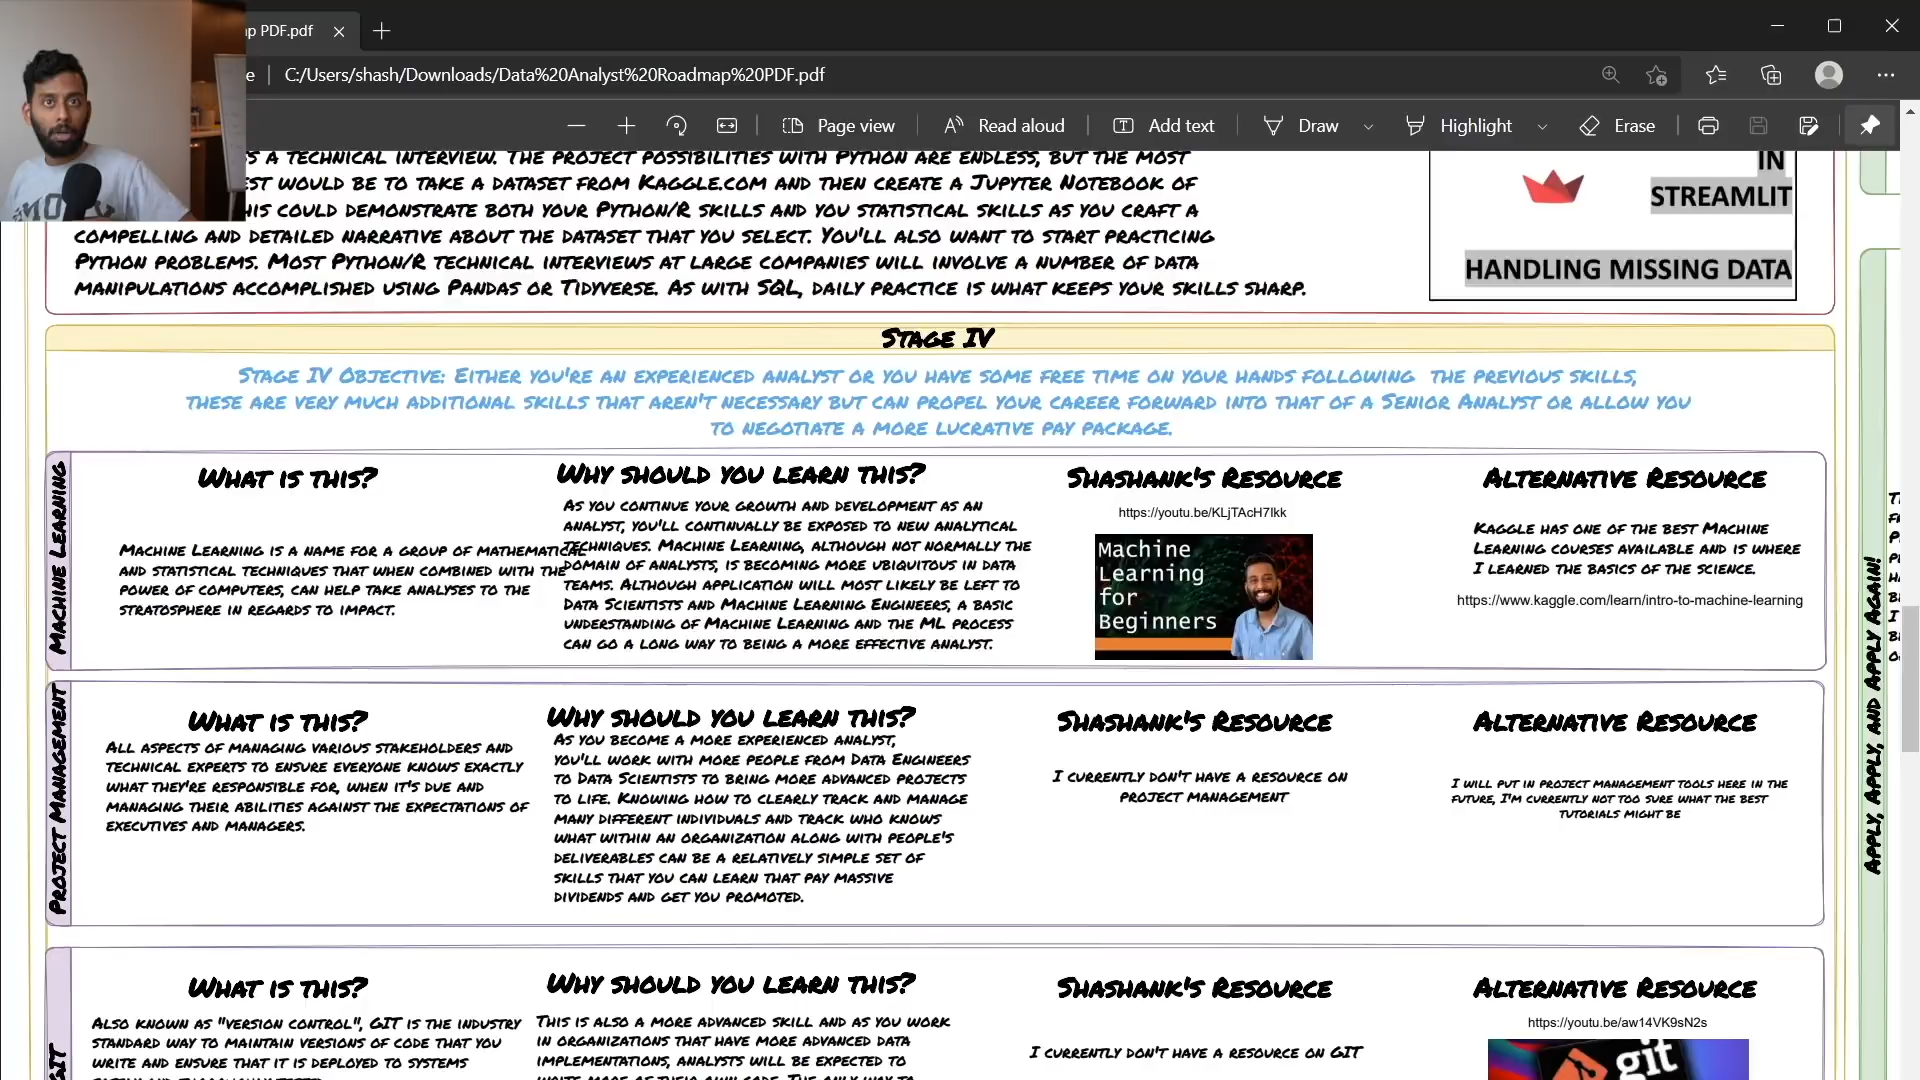 ap PDF.pdf
C:/Users/shash/Downloads/Data%20Analyst%20Roadmap%20PDF.pdf
Page view
Read aloud
Add text
Draw
Highlight
Erase
a technical interview. The project possibilities with Python are endless, but the most
would be to take a dataset from Kaggle.com and then create a Jupyter Notebook of
could demonstrate both your Python/R skills and you statistical skills as you craft a
compelling and detailed narrative about the dataset that you select. You'll also want to start practicing
Python problems. Most Python/R technical interviews at large companies will involve a number of data
manipulations accomplished using Pandas or Tidyverse. As with SQL, daily practice is what keeps your skills sharp.
IN
STREAMLIT
HANDLING MISSING DATA
Stage IV
Stage IV Objective: Either you're an experienced analyst or you have some free time on your hands following the previous skills,
these are very much additional skills that aren't necessary but can propel your career forward into that of a Senior Analyst or allow you
to negotiate a more lucrative pay package.
Machine Learning
What is this?
Machine Learning is a name for a group of mathematical
and statistical techniques that when combined with the
power of computers, can help take analyses to the
stratosphere in regards to impact.
Why should you learn this?
As you continue your growth and development as an
analyst, you'll continually be exposed to new analytical
techniques. Machine Learning, although not normally the
domain of analysts, is becoming more ubiquitous in data
teams. Although application will most likely be left to
Data Scientists and Machine Learning Engineers, a basic
understanding of Machine Learning and the ML process
can go a long way to being a more effective analyst.
Shashank's Resource
https://youtu.be/KLjTAcH7Ikk
Machine
Learning
for
Beginners
Alternative Resource
Kaggle has one of the best Machine
Learning courses available and is where
I learned the basics of the science.
https://www.kaggle.com/learn/intro-to-machine-learning
Project Management
What is this?
All aspects of managing various stakeholders and
technical experts to ensure everyone knows exactly
what they're responsible for, when it's due and
managing their abilities against the expectations of
executives and managers.
Why should you learn this?
As you become a more experienced analyst,
you'll work with more people from Data Engineers
to Data Scientists to bring more advanced projects
to life. Knowing how to clearly track and manage
many different individuals and track who knows
what within an organization along with people's
deliverables can be a relatively simple set of
skills that you can learn that pay massive
dividends and get you promoted.
Shashank's Resource
I currently don't have a resource on
project management
Alternative Resource
I will put in project management tools here in the
future, I'm currently not too sure what the best
tutorials might be
GIT
What is this?
Also known as "version control", GIT is the industry
standard way to maintain versions of code that you
write and ensure that it is deployed to systems
Why should you learn this?
This is also a more advanced skill and as you work
in organizations that have more advanced data
implementations, analysts will be expected to
Shashank's Resource
I currently don't have a resource on GIT
Alternative Resource
https://youtu.be/aw14VK9sN2s
git
Apply, Apply, and Apply Again!